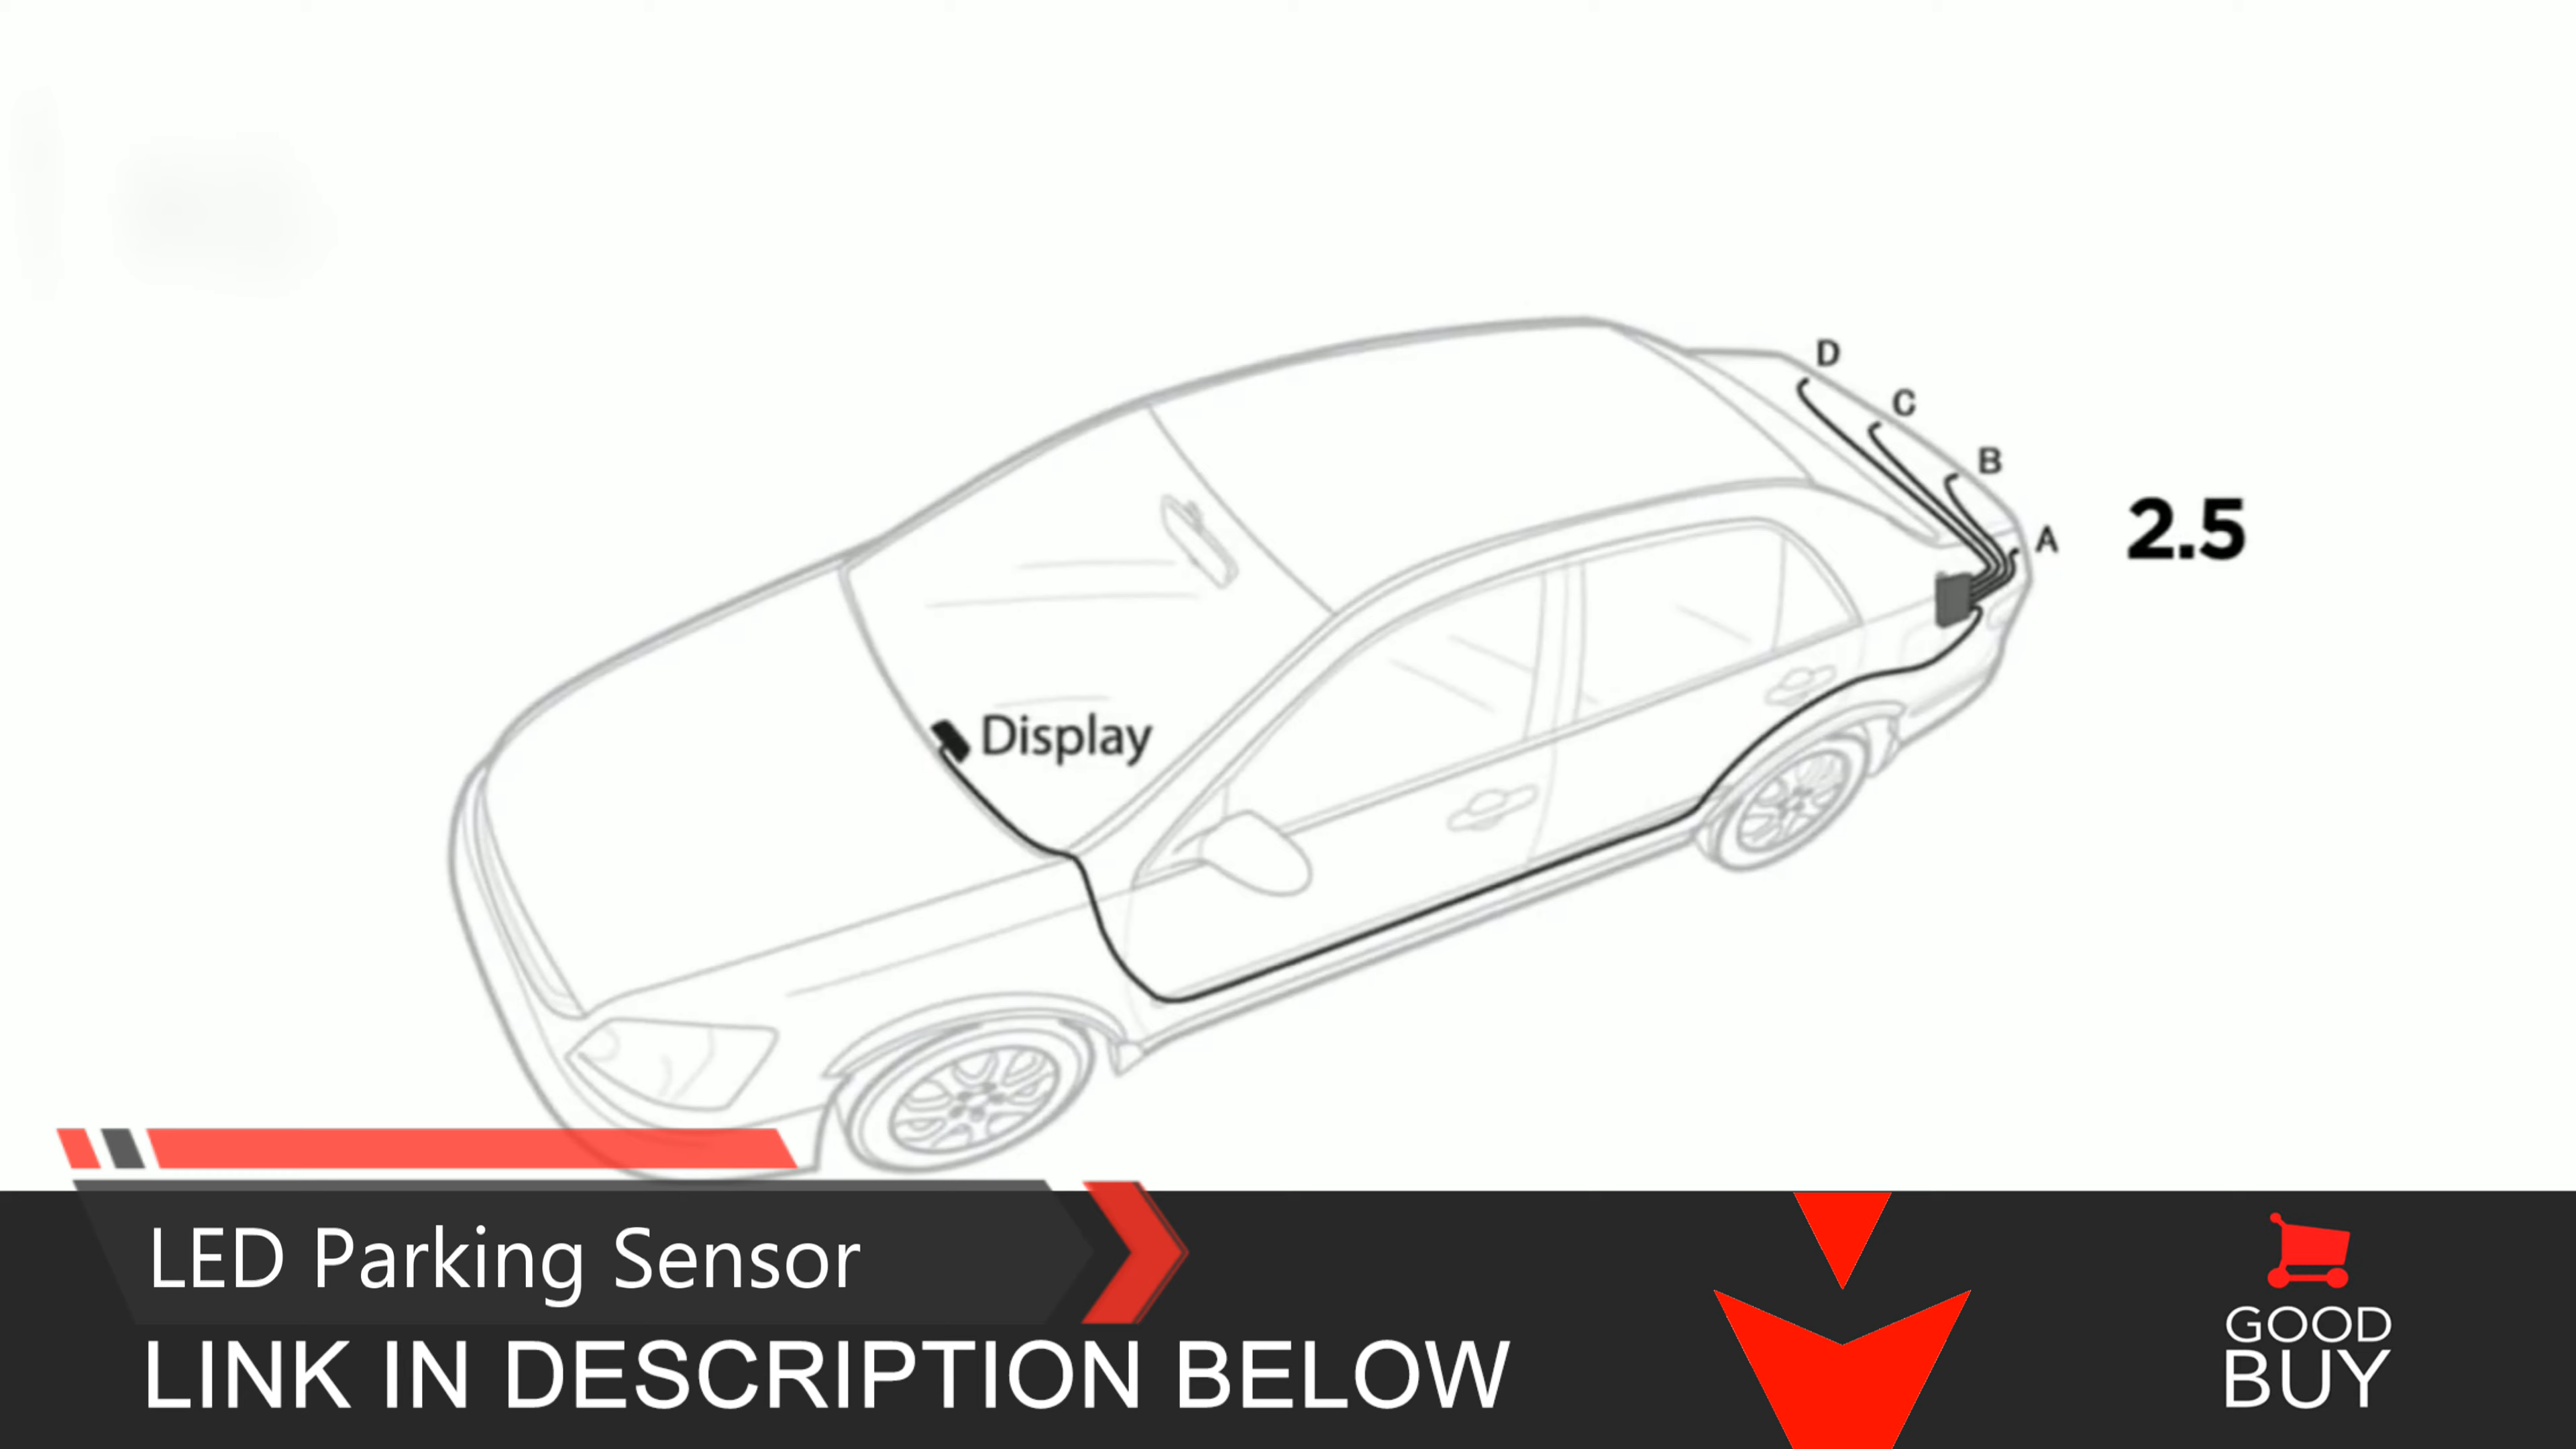 D
C
B
A
2.5
Display
LED Parking Sensor
LINK IN DESCRIPTION BELOW
GOOD
BUY